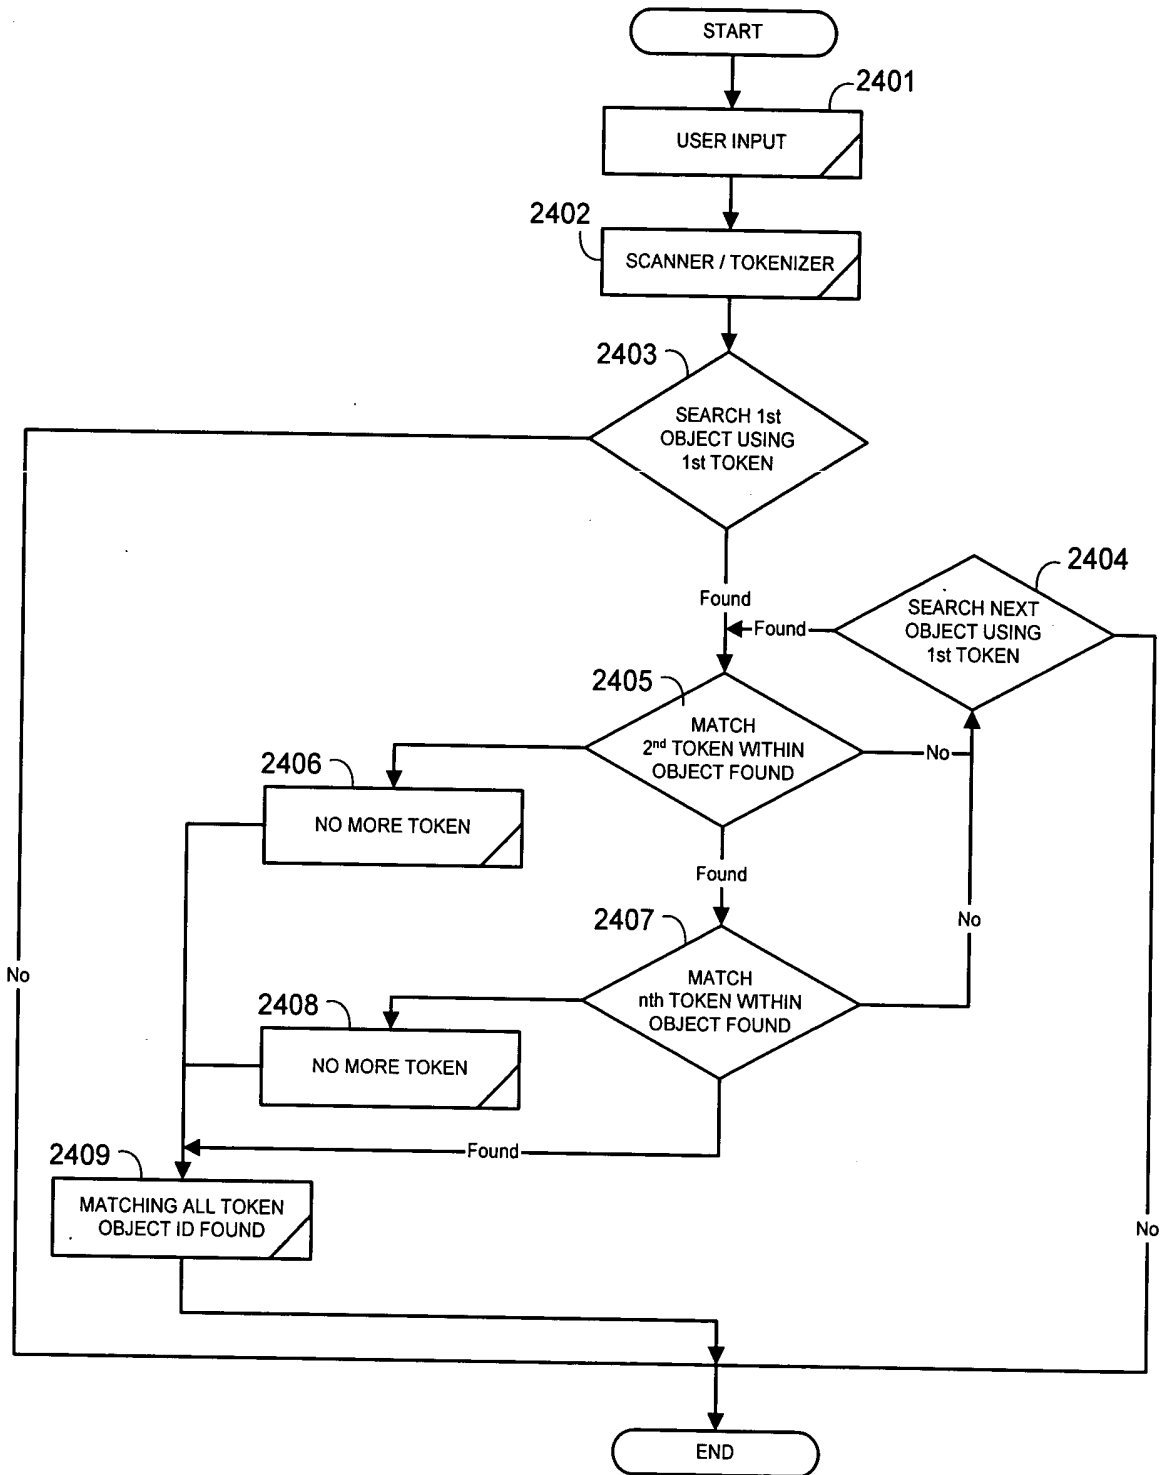 START
2401
USER INPUT
2402
SCANNER / TOKENIZER
2403
SEARCH 1st
OBJECT USING
1st TOKEN
Found
2404
SEARCH NEXT
OBJECT USING
1st TOKEN
Found
2405
MATCH
2nd TOKEN WITHIN
OBJECT FOUND
No
2406
NO MORE TOKEN
Found
2407
MATCH
nth TOKEN WITHIN
OBJECT FOUND
No
No
2408
NO MORE TOKEN
Found
2409
MATCHING ALL TOKEN
OBJECT ID FOUND
No
END